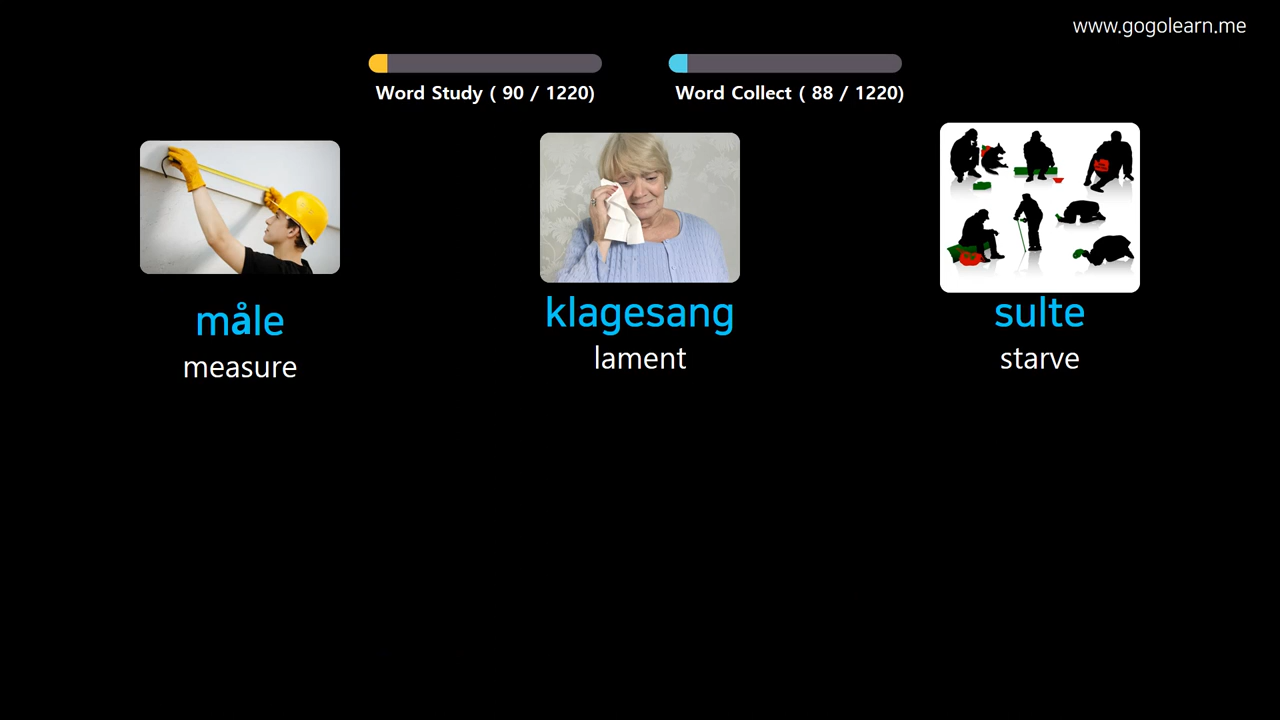 www.gogolearn.me
Word Study ( 90 / 1220)
Word Collect ( 88 / 1220)
måle
measure
klagesang
lament
sulte
starve